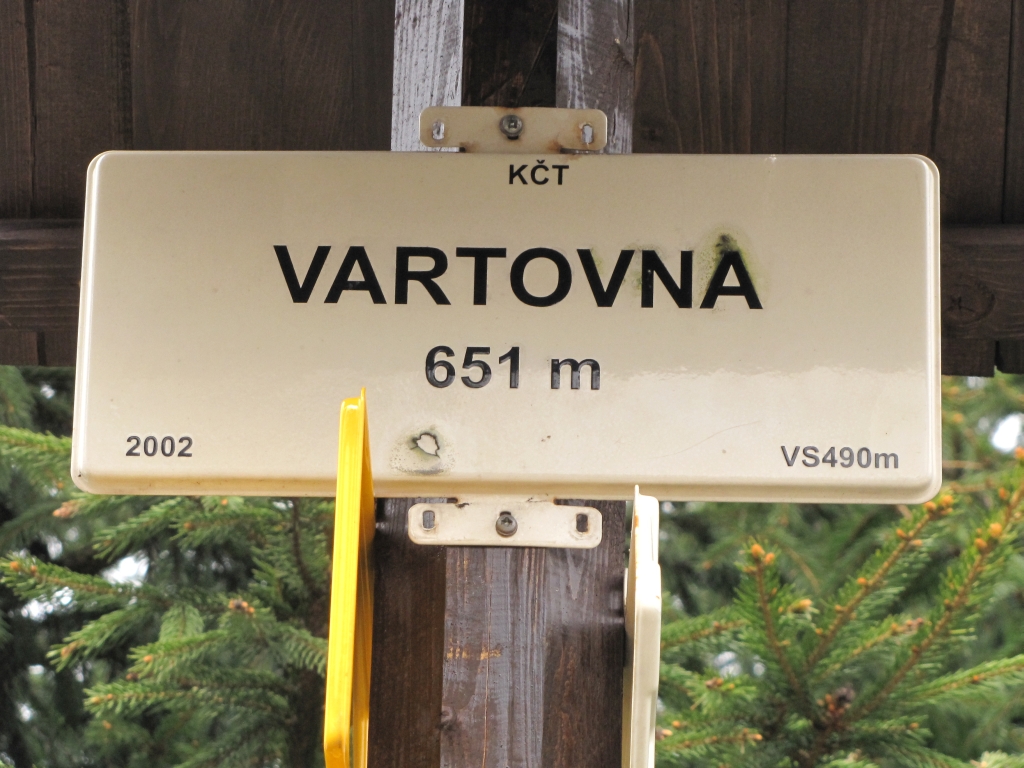 KČT
VARTOVNA
651 m
2002
VS490m